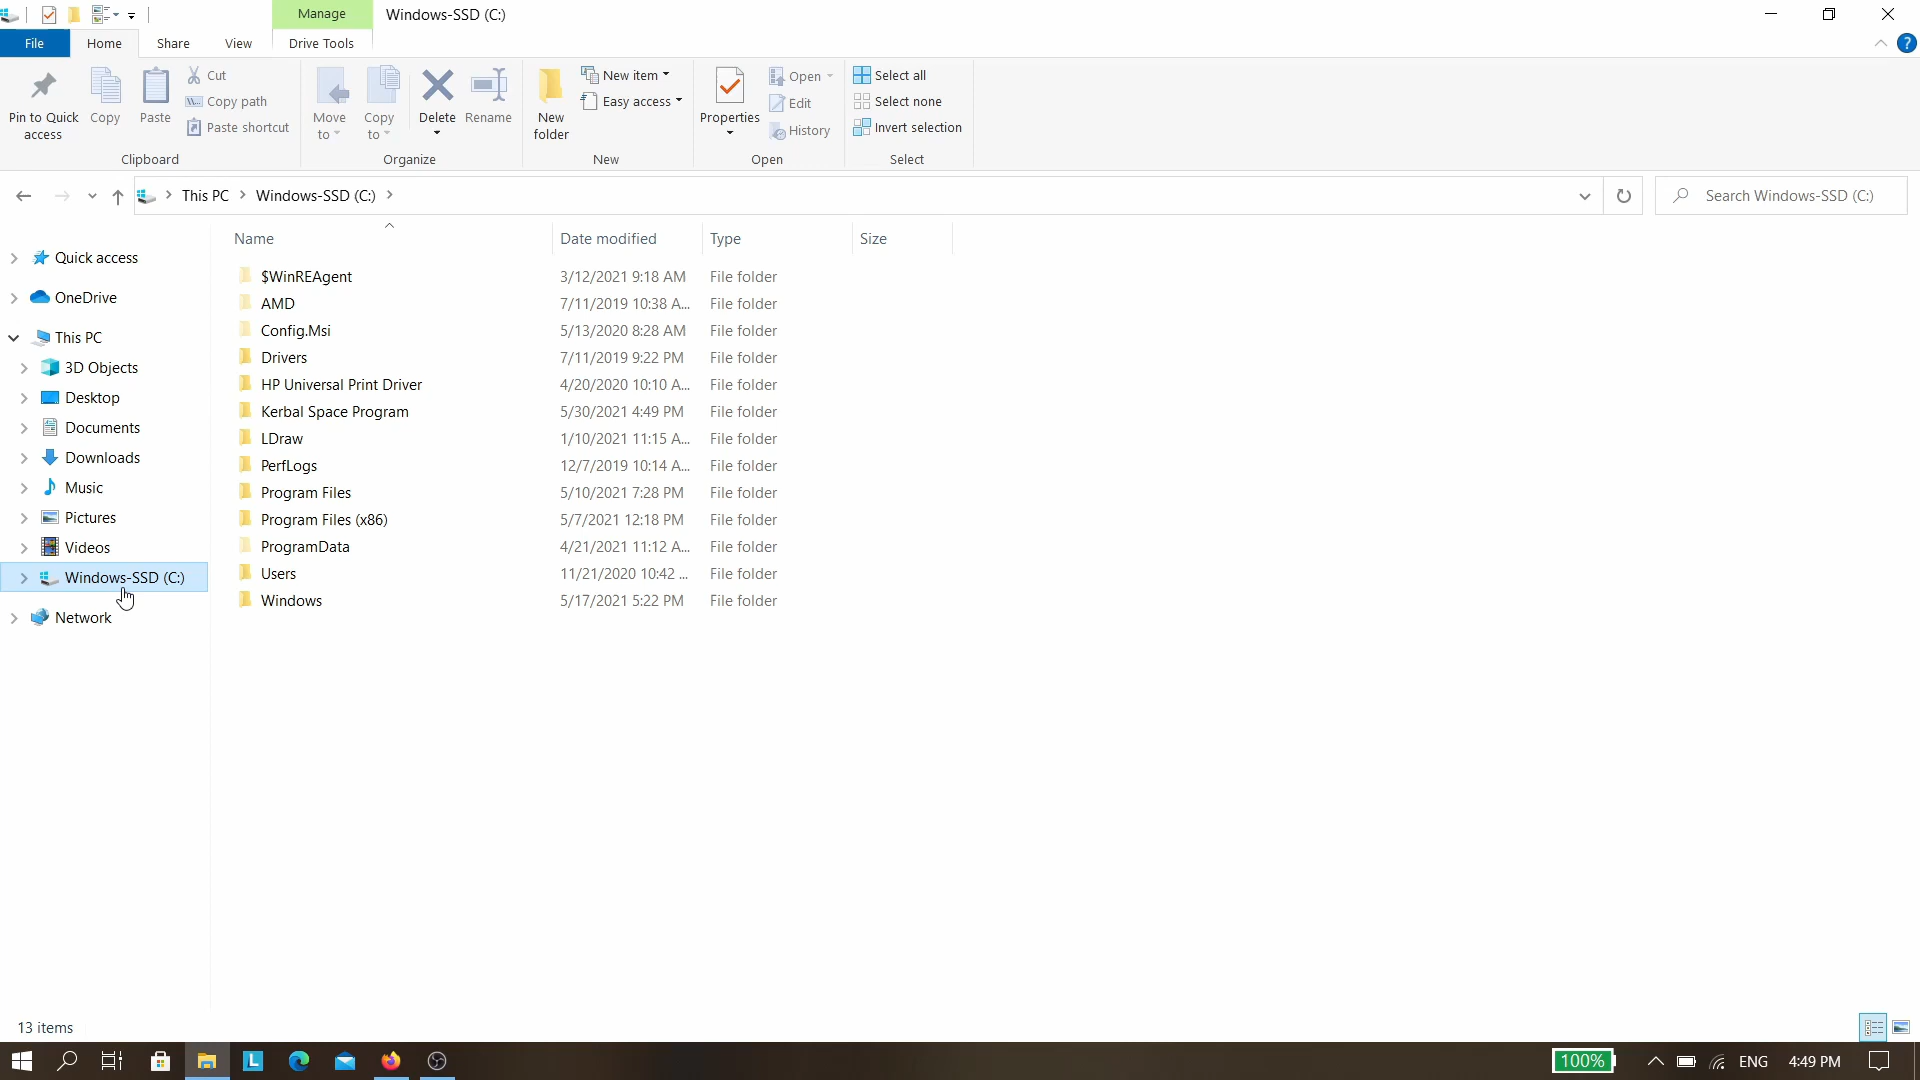 Manage
Windows-SSD (C:)
File
Home
Share
View
Drive Tools
Pin to Quick access
Copy
Paste
Cut
Copy path
Paste shortcut
Clipboard
Move to
Copy to
Delete
Rename
Organize
New folder
New item
Easy access
New
Properties
Open
Edit
History
Open
Select all
Select none
Invert selection
Select
This PC > Windows-SSD (C:) >
Search Windows-SSD (C:)
Quick access
OneDrive
This PC
3D Objects
Desktop
Documents
Downloads
Music
Pictures
Videos
Windows-SSD (C:)
Network
Name Date modified Type Size
$WinREAgent 3/12/2021 9:18 AM File folder
AMD 7/11/2019 10:38 A... File folder
Config.Msi 5/13/2020 8:28 AM File folder
Drivers 7/11/2019 9:22 PM File folder
HP Universal Print Driver 4/20/2020 10:10 A... File folder
Kerbal Space Program 5/30/2021 4:49 PM File folder
LDraw 1/10/2021 11:15 A... File folder
PerfLogs 12/7/2019 10:14 A... File folder
Program Files 5/10/2021 7:28 PM File folder
Program Files (x86) 5/7/2021 12:18 PM File folder
ProgramData 4/21/2021 11:12 A... File folder
Users 11/21/2020 10:42 ... File folder
Windows 5/17/2021 5:22 PM File folder
13 items
L
100% ENG 4:49 PM